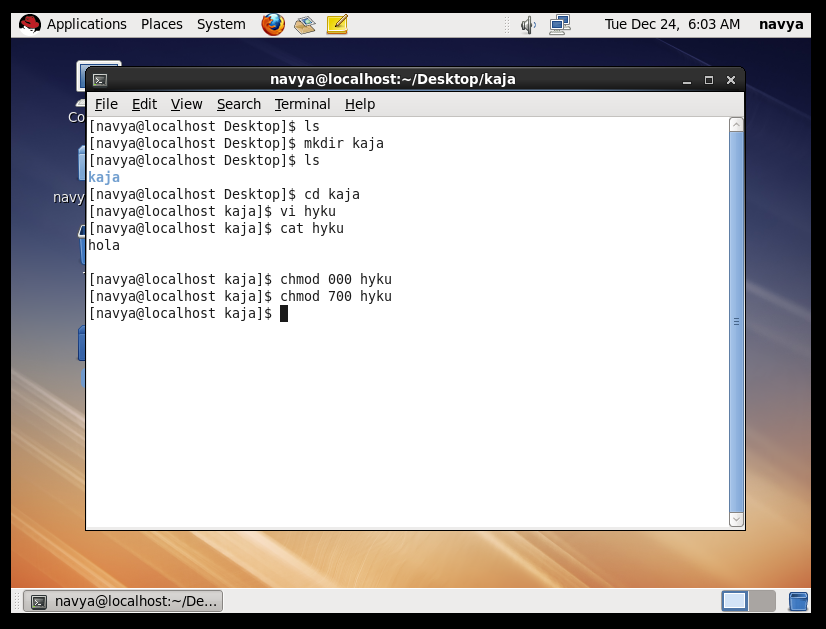 Applications Places System Tue Dec 24, 6:03 AM navya
navya@localhost:~/Desktop/kaja
File Edit View Search Terminal Help
[navya@localhost Desktop]$ ls
[navya@localhost Desktop]$ mkdir kaja
[navya@localhost Desktop]$ ls
kaja
[navya@localhost Desktop]$ cd kaja
[navya@localhost kaja]$ vi hyku
[navya@localhost kaja]$ cat hyku
hola
[navya@localhost kaja]$ chmod 000 hyku
[navya@localhost kaja]$ chmod 700 hyku
[navya@localhost kaja]$
Co
navy
navya@localhost:~/De...